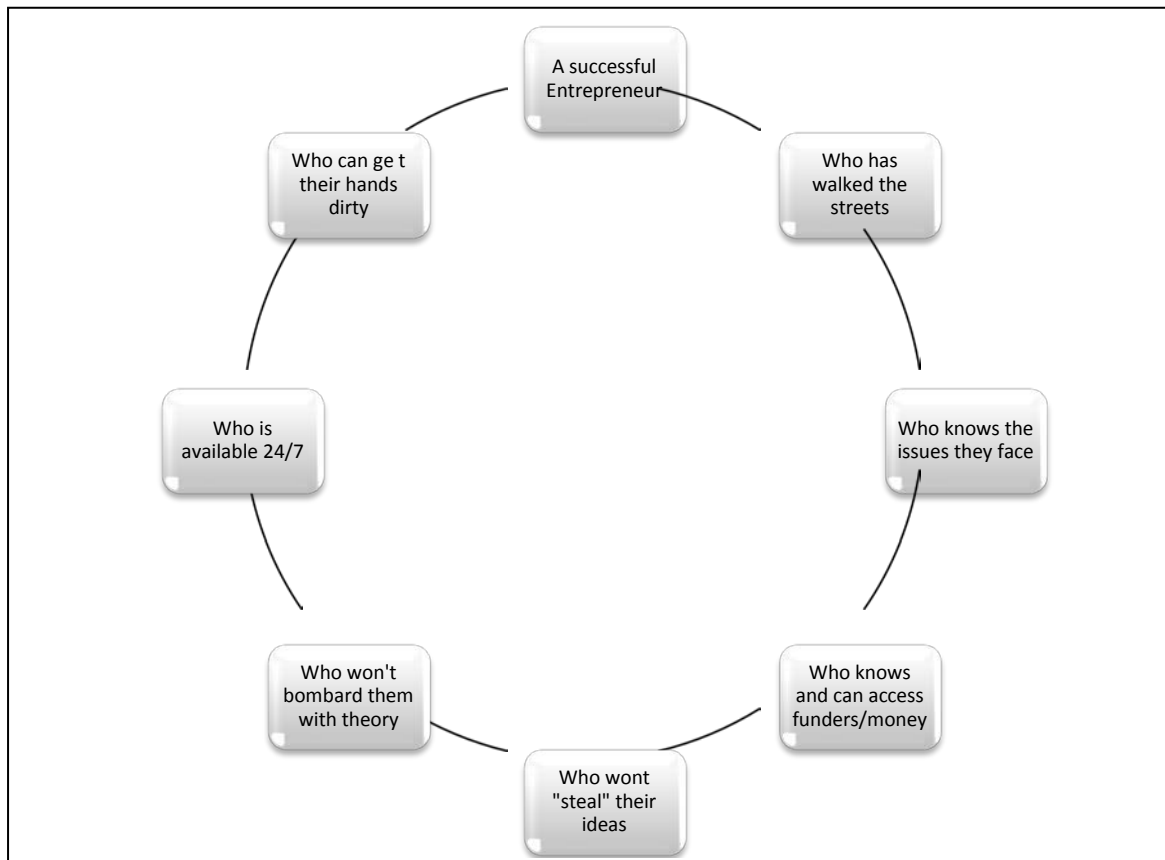 A successful
Entrepreneur
Who has
walked the
streets
Who knows the
issues they face
Who knows
and can access
funders/money
Who wont
"steal" their
ideas
Who won't
bombard them
with theory
Who is
available 24/7
Who can ge t
their hands
dirty